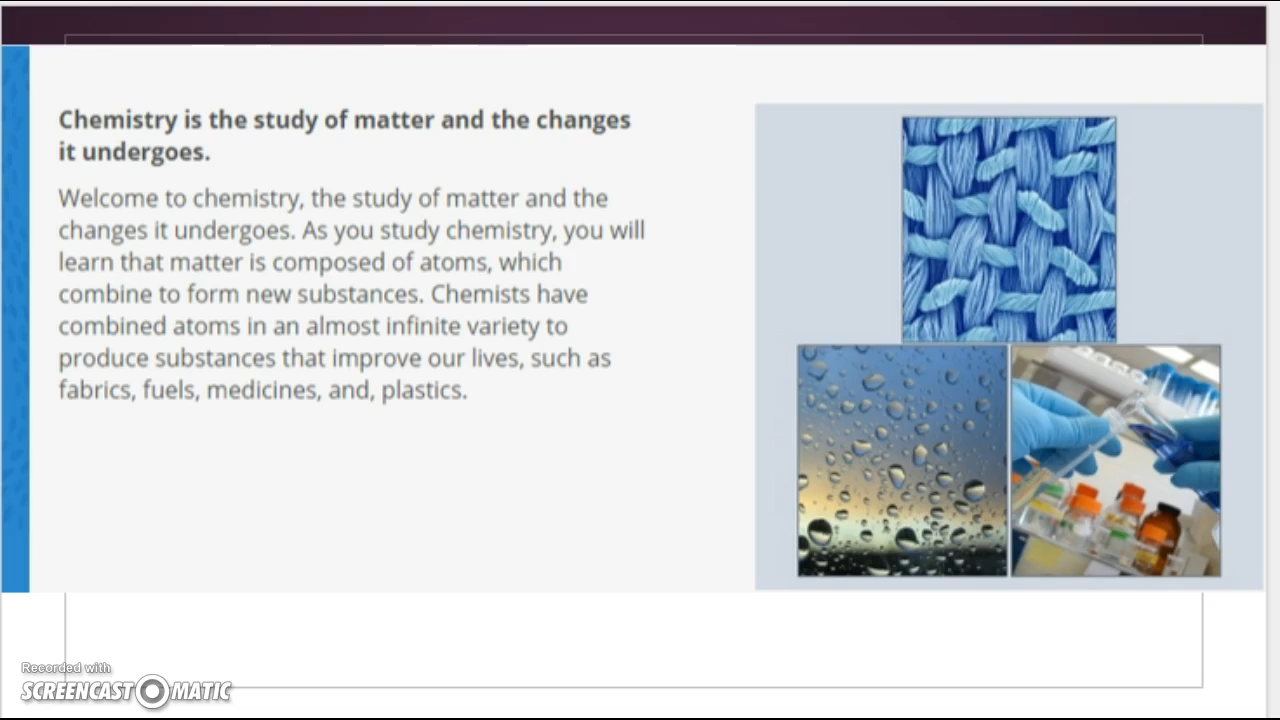 Chemistry is the study of matter and the changes
it undergoes.
Welcome to chemistry, the study of matter and the
changes it undergoes. As you study chemistry, you will
learn that matter is composed of atoms, which
combine to form new substances. Chemists have
combined atoms in an almost infinite variety to
produce substances that improve our lives, such as
fabrics, fuels, medicines, and, plastics.
Recorded with
SCREENCAST MATIC